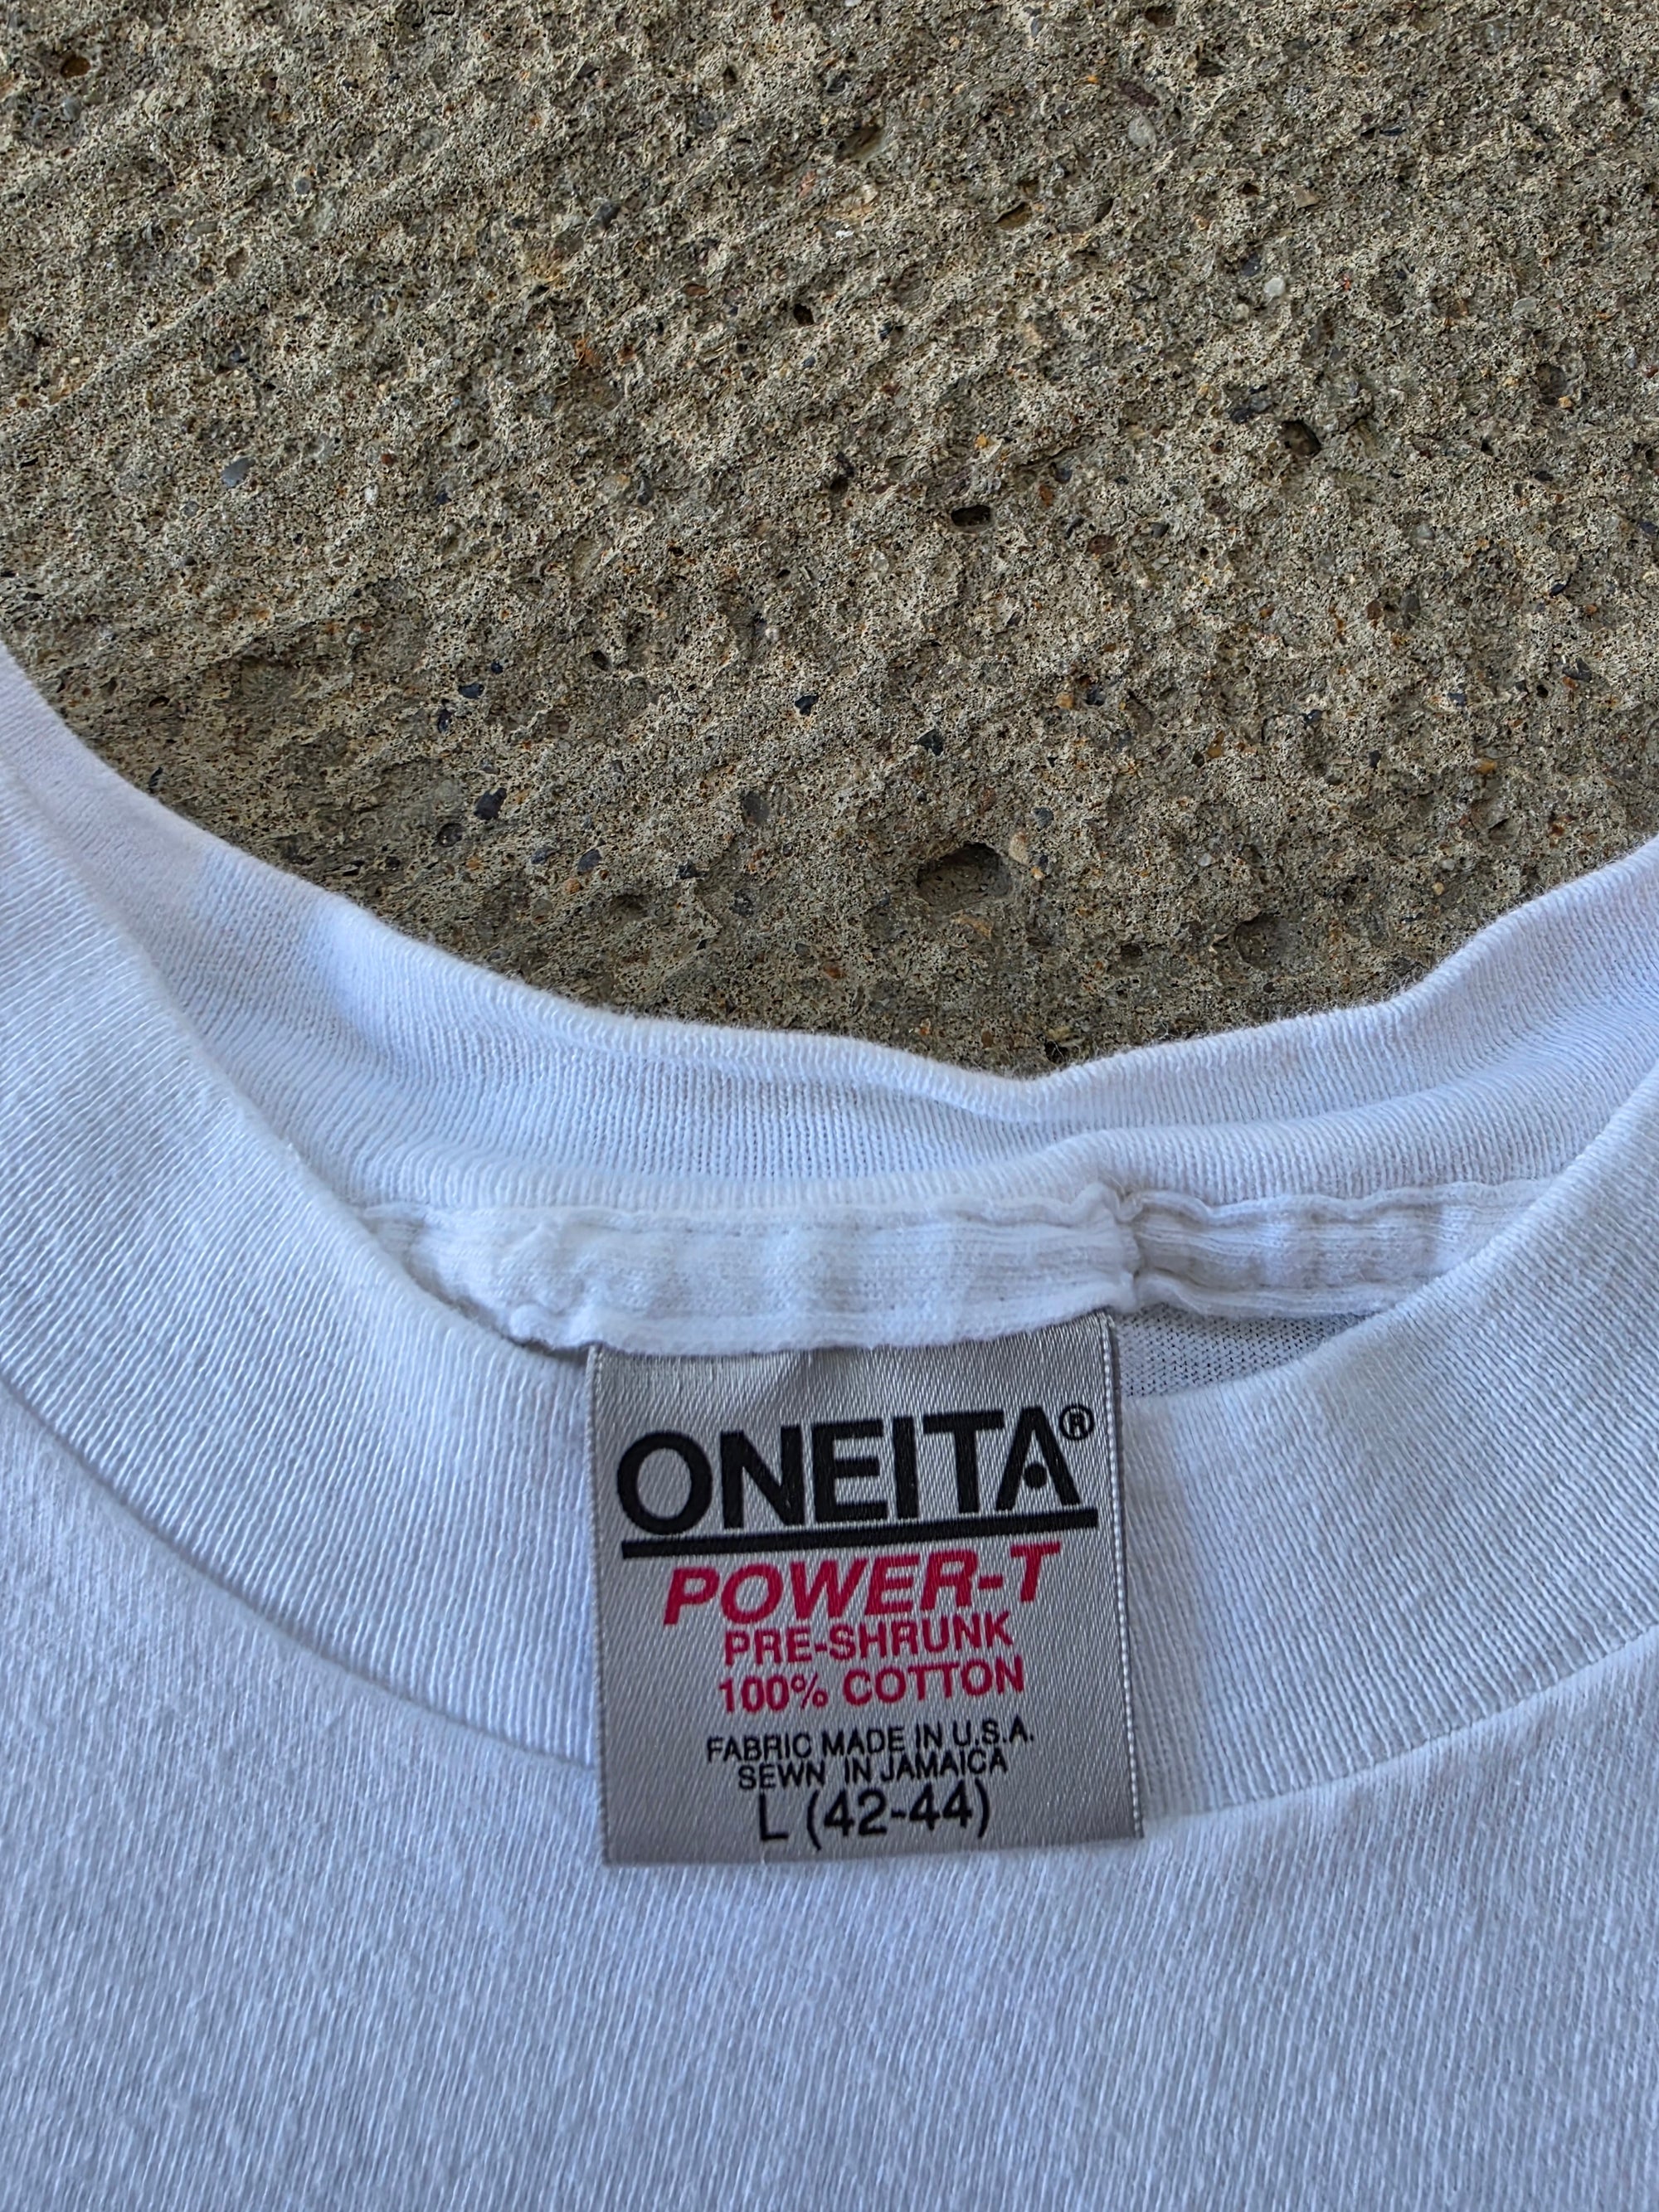 ONEITA®
POWER-T
PRE-SHRUNK
100% COTTON
FABRIC MADE IN U.S.A.
SEWN IN JAMAICA
L (42-44)